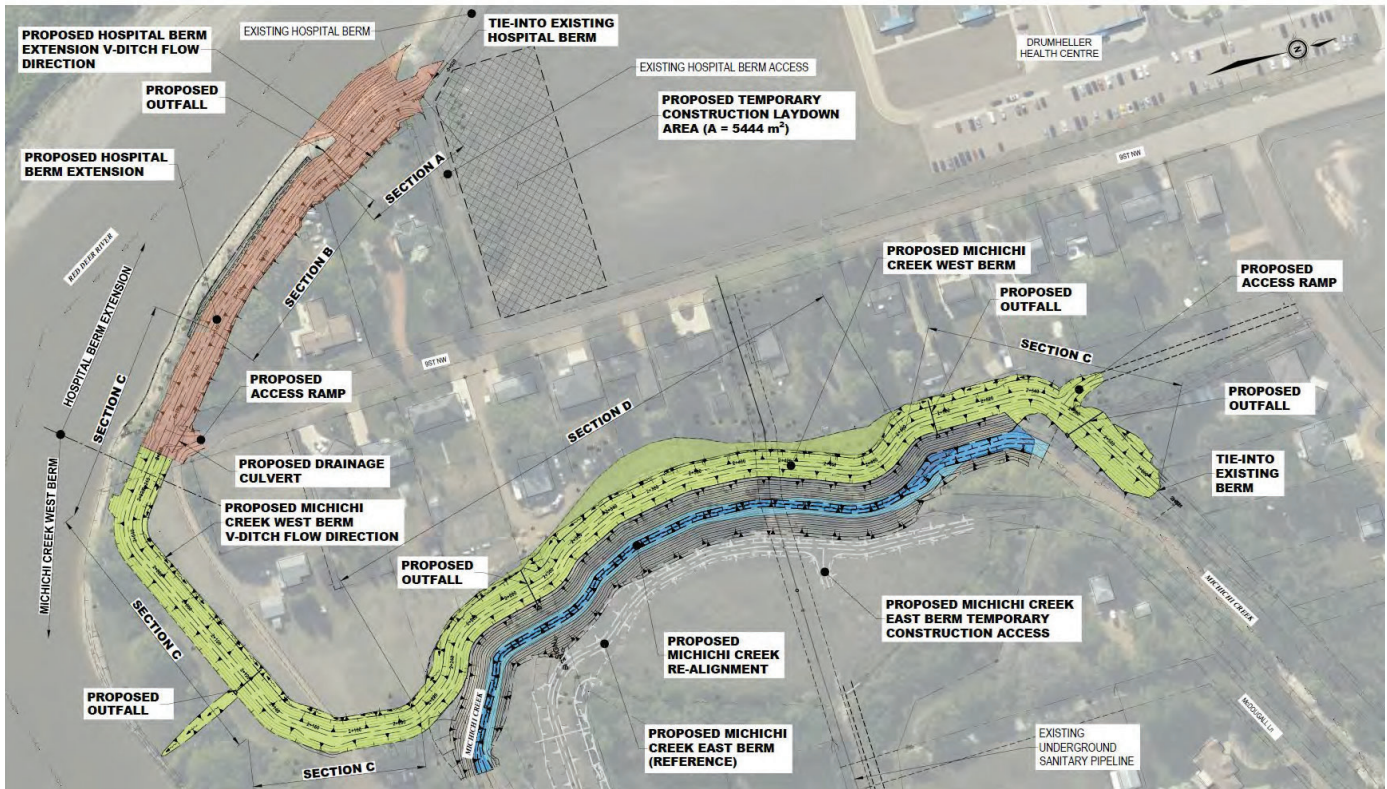 EXISTING HOSPITAL BERM
TIE-INTO EXISTING
HOSPITAL BERM
PROPOSED HOSPITAL BERM
EXTENSION V-DITCH FLOW
DIRECTION
DRUMHELLER
HEALTH CENTRE
N
EXISTING HOSPITAL BERM ACCESS
PROPOSED
OUTFALL
PROPOSED TEMPORARY
CONSTRUCTION LAYDOWN
AREA (A = 5444 m²)
PROPOSED HOSPITAL
BERM EXTENSION
SECTION A
9ST NW
RED DEER RIVER
SECTION B
PROPOSED MICHICHI
CREEK WEST BERM
PROPOSED
ACCESS RAMP
PROPOSED
OUTFALL
HOSPITAL BERM EXTENSION
SECTION C
9ST NW
SECTION C
PROPOSED
ACCESS RAMP
SECTION D
PROPOSED
OUTFALL
PROPOSED DRAINAGE
CULVERT
TIE-INTO
EXISTING
BERM
PROPOSED MICHICHI
CREEK WEST BERM
V-DITCH FLOW DIRECTION
MICHICHI CREEK WEST BERM
PROPOSED
OUTFALL
SECTION C
MICHICHI CREEK
PROPOSED MICHICHI CREEK
EAST BERM TEMPORARY
CONSTRUCTION ACCESS
PROPOSED
MICHICHI CREEK
RE-ALIGNMENT
PROPOSED
OUTFALL
MICHICHI CREEK
McDOUGALL Ln
PROPOSED MICHICHI
CREEK EAST BERM
(REFERENCE)
EXISTING
UNDERGROUND
SANITARY PIPELINE
SECTION C